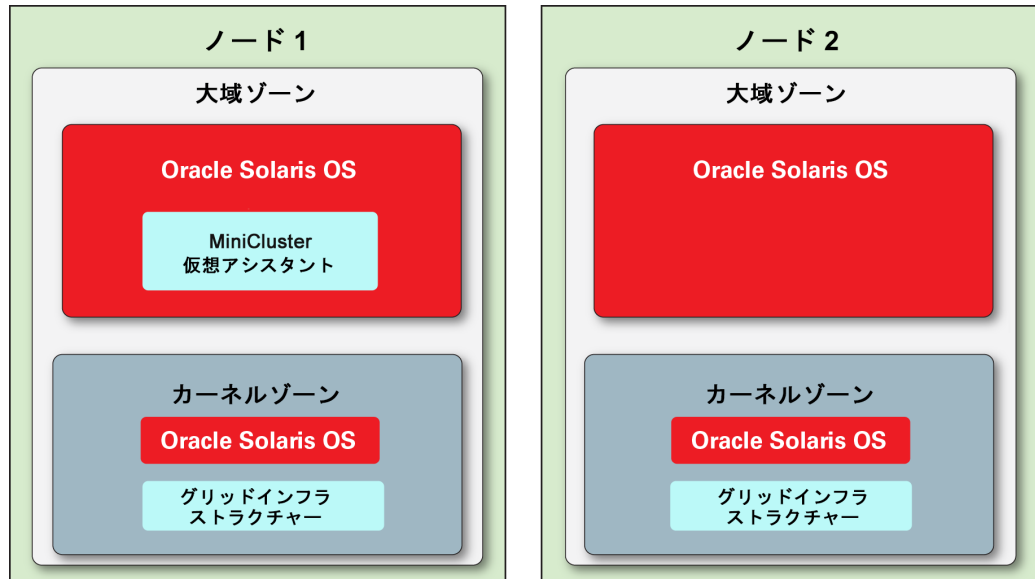 ノード 1
大域ゾーン
Oracle Solaris OS
MiniCluster
仮想アシスタント
カーネルゾーン
Oracle Solaris OS
グリッドインフラ
ストラクチャー
ノード 2
大域ゾーン
Oracle Solaris OS
カーネルゾーン
Oracle Solaris OS
グリッドインフラ
ストラクチャー